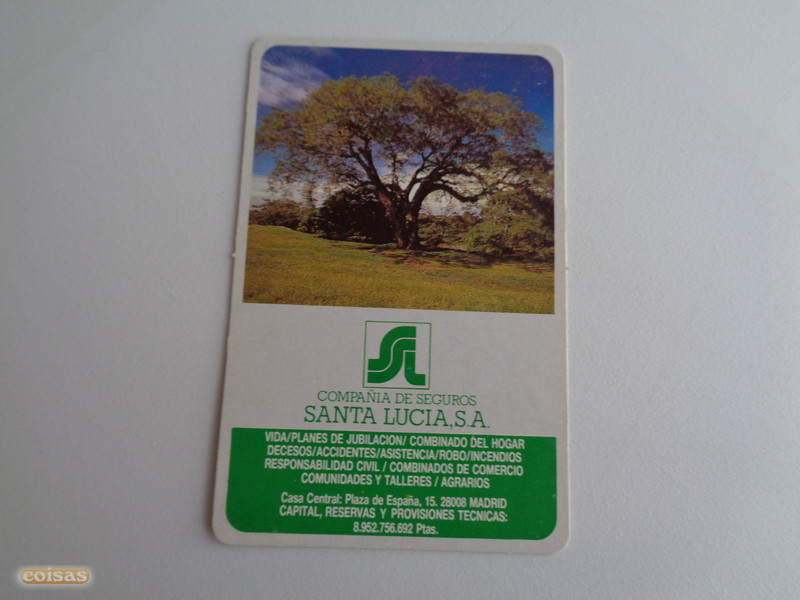 SL
COMPAÑIA DE SEGUROS
SANTA LUCIA, S.A.
VIDA/PLANES DE JUBILACION/ COMBINADO DEL HOGAR
DECESOS/ACCIDENTES/ASISTENCIA/ROBO/INCENDIOS
RESPONSABILIDAD CIVIL / COMBINADOS DE COMERCIO
COMUNIDADES Y TALLERES / AGRARIOS
Casa Central: Plaza de España, 15. 28008 MADRID
CAPITAL, RESERVAS Y PROVISIONES TECNICAS:
8.952.756.692 Ptas.
coisas